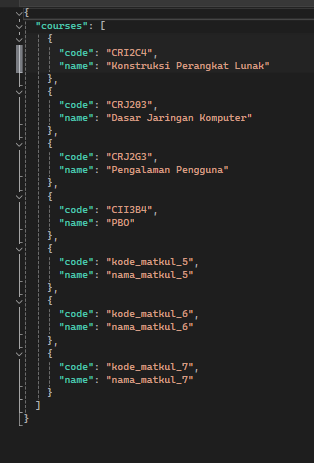 {
"courses": [
{
"code": "CRI2C4",
"name": "Konstruksi Perangkat Lunak"
},
{
"code": "CRJ203",
"name": "Dasar Jaringan Komputer"
},
{
"code": "CRJ2G3",
"name": "Pengalaman Pengguna"
},
{
"code": "CII3B4",
"name": "PBO"
},
{
"code": "kode_matkul_5",
"name": "nama_matkul_5"
},
{
"code": "kode_matkul_6",
"name": "nama_matkul_6"
},
{
"code": "kode_matkul_7",
"name": "nama_matkul_7"
}
]
}